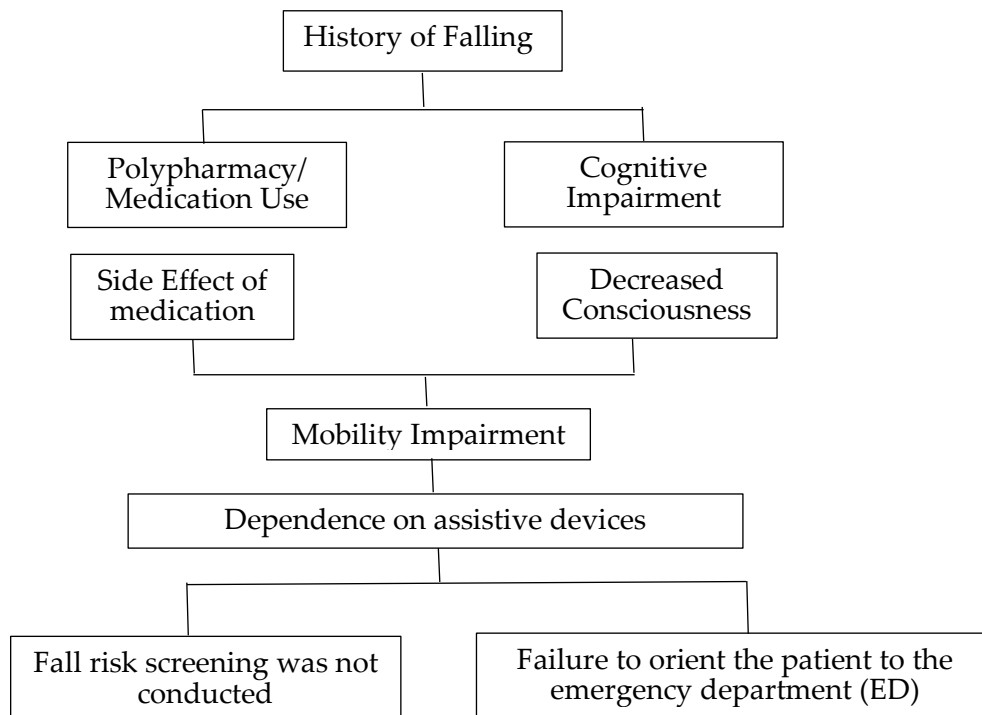 History of Falling
Polypharmacy/
Medication Use
Cognitive
Impairment
Side Effect of
medication
Decreased
Consciousness
Mobility Impairment
Dependence on assistive devices
Fall risk screening was not
conducted
Failure to orient the patient to the
emergency department (ED)